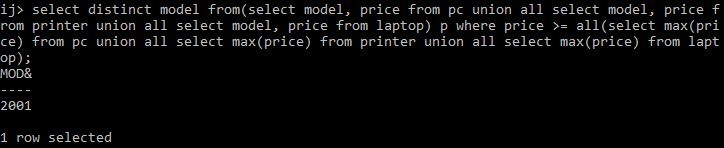 ij> select distinct model from(select model, price from pc union all select model, price f
rom printer union all select model, price from laptop) p where price >= all(select max(pri
ce) from pc union all select max(price) from printer union all select max(price) from lapt
op);
MOD&
----
2001
1 row selected